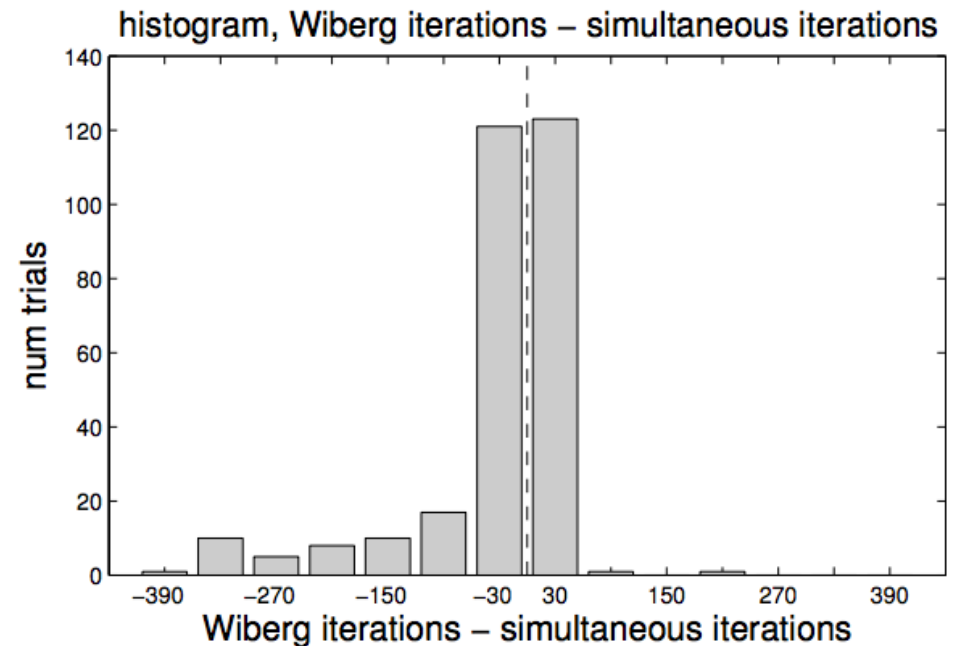 histogram, Wiberg iterations – simultaneous iterations
140
120
100
80
60
40
20
0
num trials
−390 −270 −150 −30 30 150 270 390
Wiberg iterations – simultaneous iterations